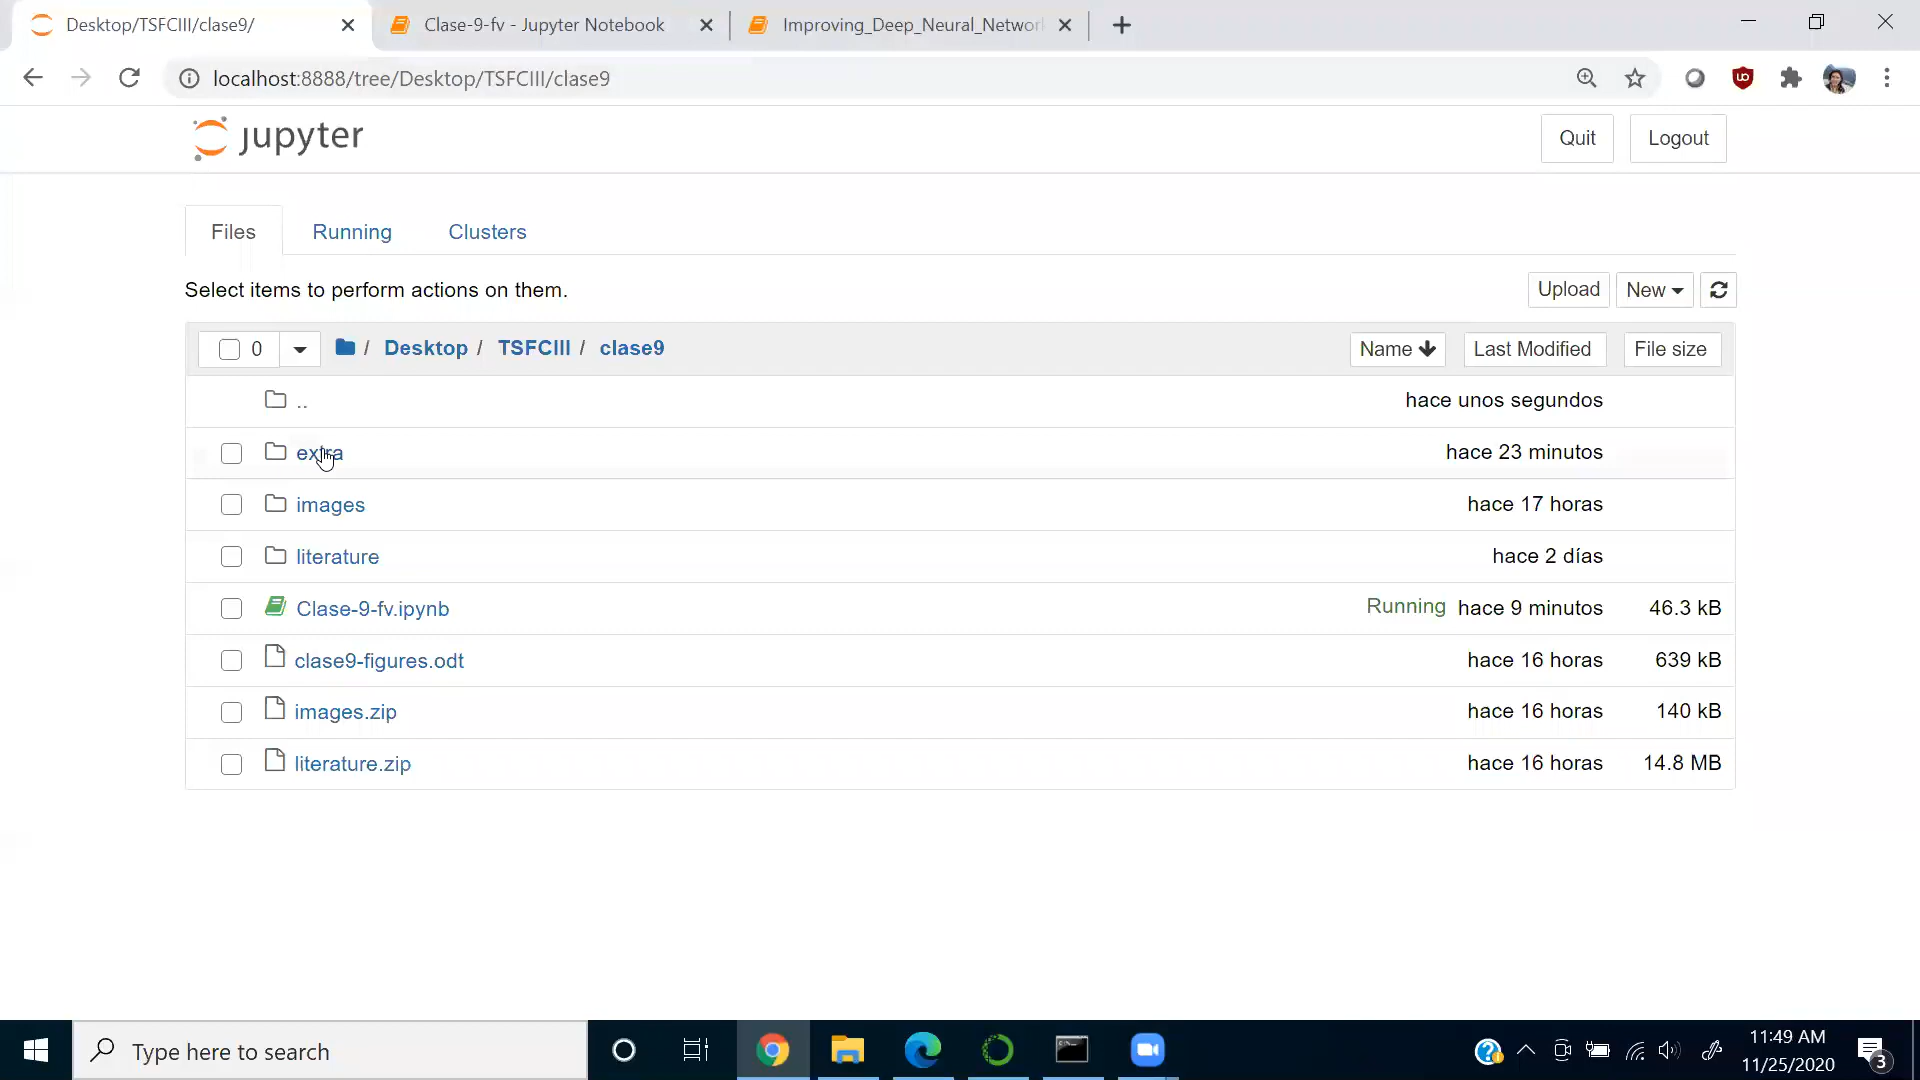 Desktop/TSFCIII/clase9/
Clase-9-fv - Jupyter Notebook
Improving_Deep_Neural_Networ
localhost:8888/tree/Desktop/TSFCIII/clase9
jupyter
Quit
Logout
Files
Running
Clusters
Select items to perform actions on them.
Upload
New
0
/ Desktop / TSFCIII / clase9
Name
Last Modified
File size
..
hace unos segundos
extra
hace 23 minutos
images
hace 17 horas
literature
hace 2 días
Clase-9-fv.ipynb
Running hace 9 minutos
46.3 kB
clase9-figures.odt
hace 16 horas
639 kB
images.zip
hace 16 horas
140 kB
literature.zip
hace 16 horas
14.8 MB
Type here to search
11:49 AM
11/25/2020
3